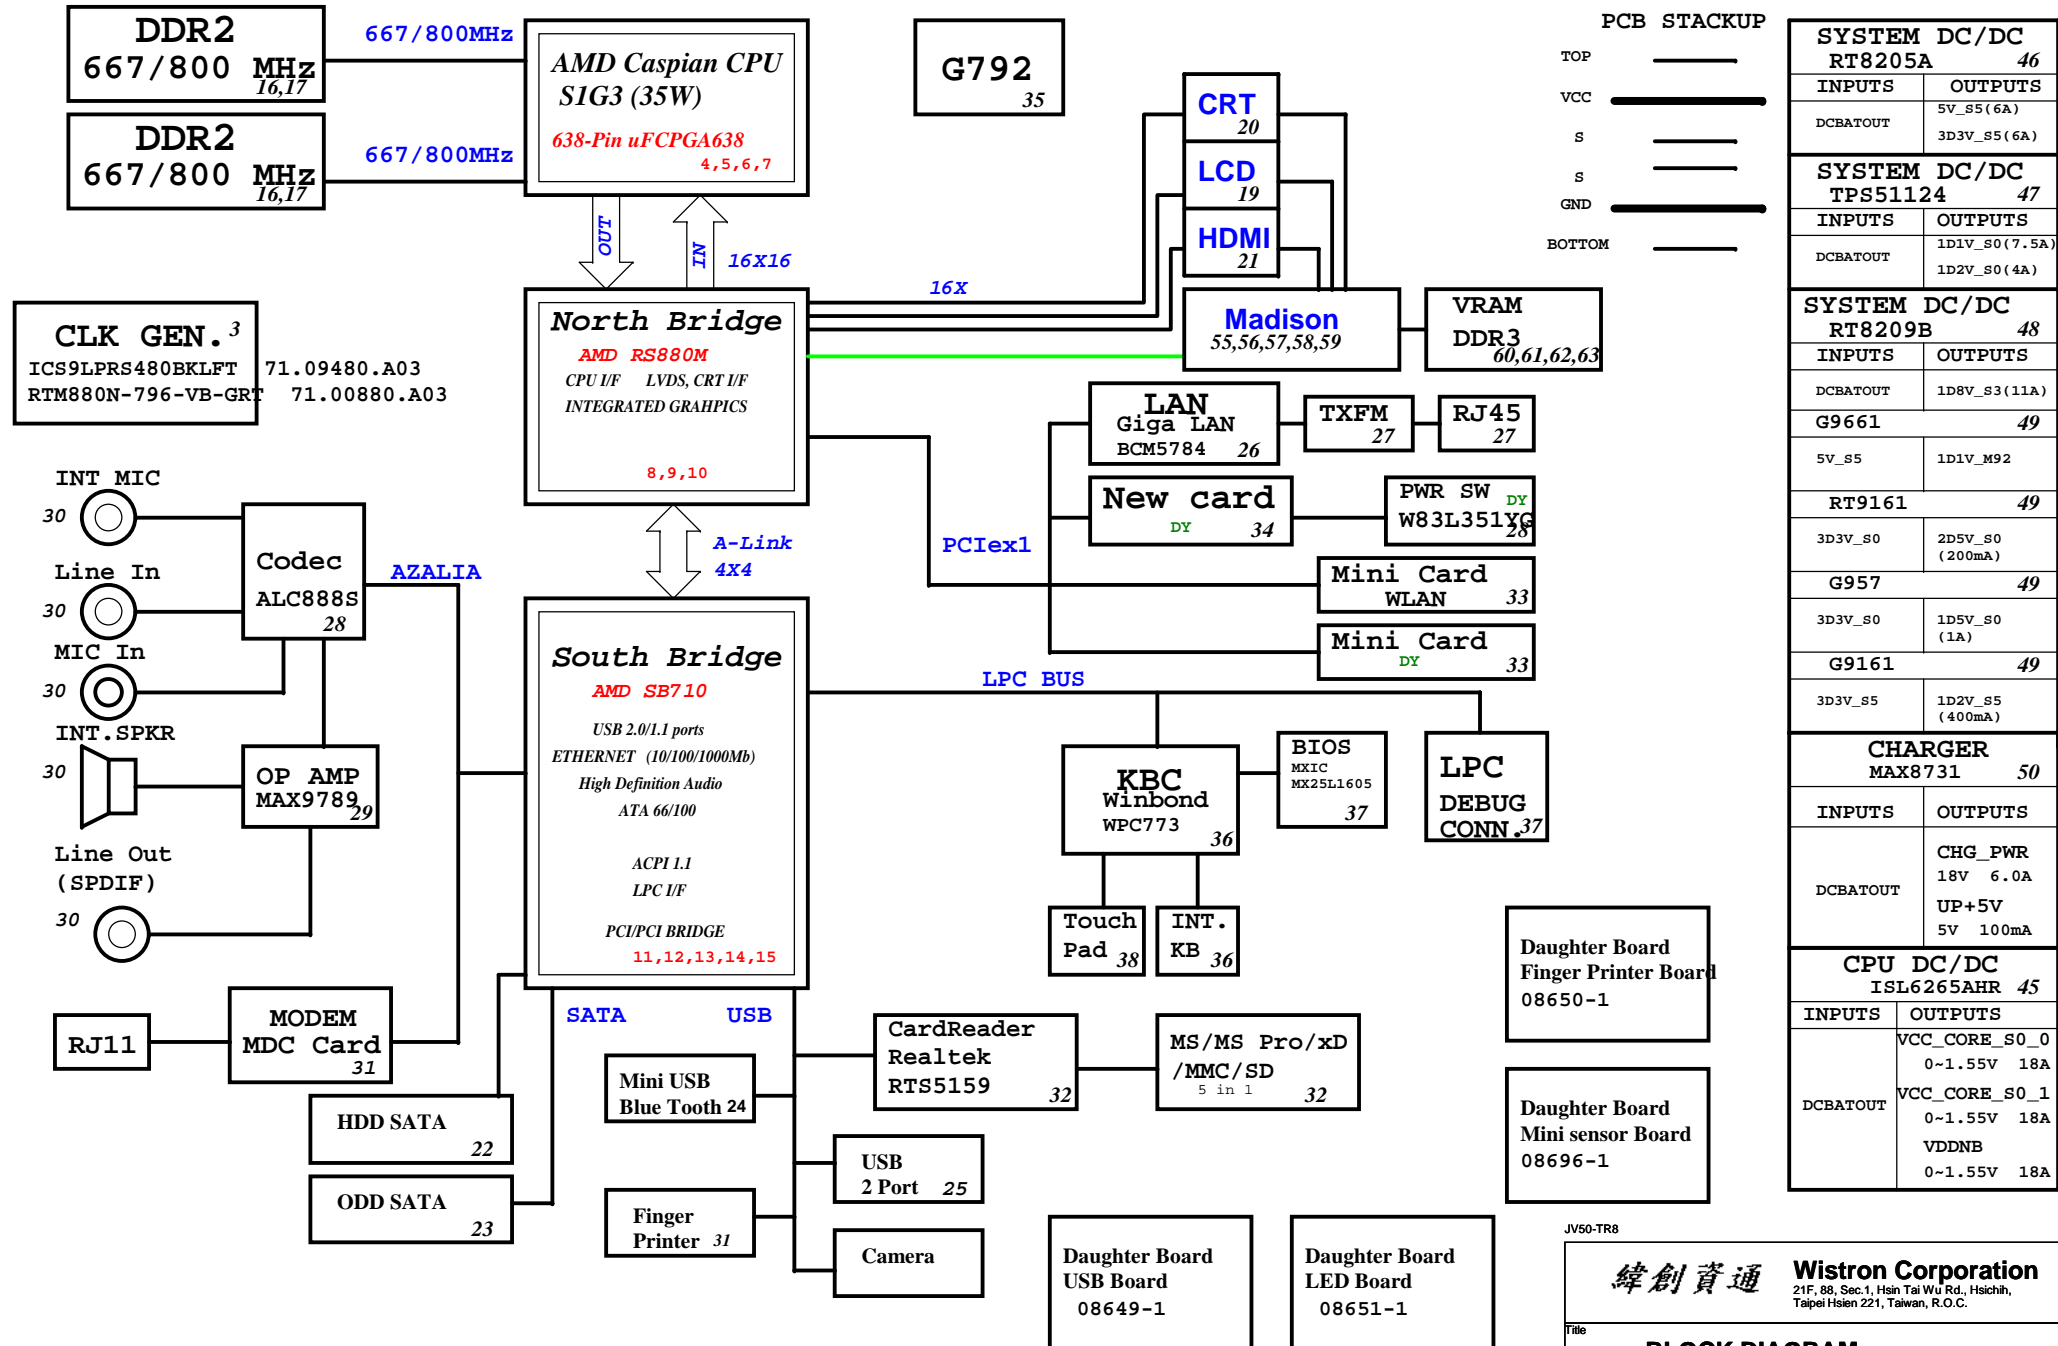 DDR2
667/800 MHz
16,17
667/800MHz
DDR2
667/800 MHz
16,17
667/800MHz
AMD Caspian CPU
S1G3 (35W)
638-Pin uFCPGA638
4,5,6,7
G792
35
OUT
IN
16X16
CRT
20
LCD
19
HDMI
21
16X
Madison
55,56,57,58,59
VRAM
DDR3
60,61,62,63
CLK GEN. 3
ICS9LPRS480BKLFT 71.09480.A03
RTM880N-796-VB-GRT 71.00880.A03
North Bridge
AMD RS880M
CPU I/F LVDS, CRT I/F
INTEGRATED GRAHPICS
8,9,10
A-Link
4X4
PCIex1
LAN
Giga LAN
BCM5784 26
TXFM
27
RJ45
27
New card
DY 34
PWR SW DY
W83L351YG
28
Mini Card
WLAN 33
Mini Card
DY 33
INT MIC
30
Line In
30
MIC In
30
INT.SPKR
30
Line Out
(SPDIF)
30
Codec
ALC888S
28
AZALIA
OP AMP
MAX9789
29
MODEM
MDC Card
31
RJ11
South Bridge
AMD SB710
USB 2.0/1.1 ports
ETHERNET (10/100/1000Mb)
High Definition Audio
ATA 66/100
ACPI 1.1
LPC I/F
PCI/PCI BRIDGE
11,12,13,14,15
LPC BUS
KBC
Winbond
WPC773
36
BIOS
MXIC
MX25L1605
37
LPC
DEBUG
CONN. 37
Touch
Pad 38
INT.
KB 36
SATA
USB
HDD SATA
22
ODD SATA
23
Mini USB
Blue Tooth 24
Finger
Printer 31
CardReader
Realtek
RTS5159
32
MS/MS Pro/xD
/MMC/SD
5 in 1
32
USB
2 Port 25
Camera
Daughter Board
USB Board
08649-1
Daughter Board
LED Board
08651-1
Daughter Board
Finger Printer Board
08650-1
Daughter Board
Mini sensor Board
08696-1
PCB STACKUP
TOP
VCC
S
S
GND
BOTTOM
SYSTEM DC/DC
RT8205A 46
INPUTS OUTPUTS
DCBATOUT
5V_S5(6A)
3D3V_S5(6A)
SYSTEM DC/DC
TPS51124 47
INPUTS OUTPUTS
DCBATOUT
1D1V_S0(7.5A)
1D2V_S0(4A)
SYSTEM DC/DC
RT8209B 48
INPUTS OUTPUTS
DCBATOUT 1D8V_S3(11A)
G9661 49
5V_S5 1D1V_M92
RT9161 49
3D3V_S0 2D5V_S0
(200mA)
G957 49
3D3V_S0 1D5V_S0
(1A)
G9161 49
3D3V_S5 1D2V_S5
(400mA)
CHARGER
MAX8731 50
INPUTS OUTPUTS
DCBATOUT
CHG_PWR
18V 6.0A
UP+5V
5V 100mA
CPU DC/DC
ISL6265AHR 45
INPUTS OUTPUTS
DCBATOUT
VCC_CORE_S0_0
0~1.55V 18A
VCC_CORE_S0_1
0~1.55V 18A
VDDNB
0~1.55V 18A
JV50-TR8
緯創資通 Wistron Corporation
21F, 88, Sec.1, Hsin Tai Wu Rd., Hsichih,
Taipei Hsien 221, Taiwan, R.O.C.
Title
BLOCK DIAGRAM